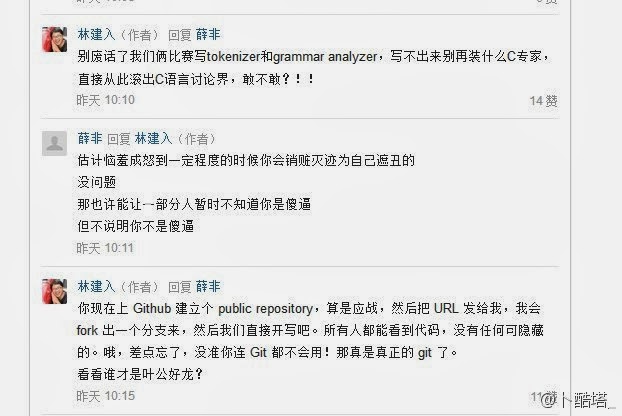 林建入（作者） 回复 薛非
别废话了我们俩比赛写tokenizer和grammar analyzer，写不出来别再装什么C专家，
直接从此滚出C语言讨论界，敢不敢？！！
昨天 10:10
14 赞
薛非 回复 林建入（作者）
估计恼羞成怒到一定程度的时候你会销赃灭迹为自己遮丑的
没问题
那也许能让一部分人暂时不知道你是傻逼
但不说明你不是傻逼
昨天 10:11
林建入（作者） 回复 薛非
你现在上 Github 建立个 public repository，算是应战，然后把 URL 发给我，我会
fork 出一个分支来，然后我们直接开写吧。所有人都能看到代码，没有任何可隐藏
的。哦，差点忘了，没准你连 Git 都不会用！那真是真正的 git 了。
看看谁才是叶公好龙？
昨天 10:15
@卜酷塔_